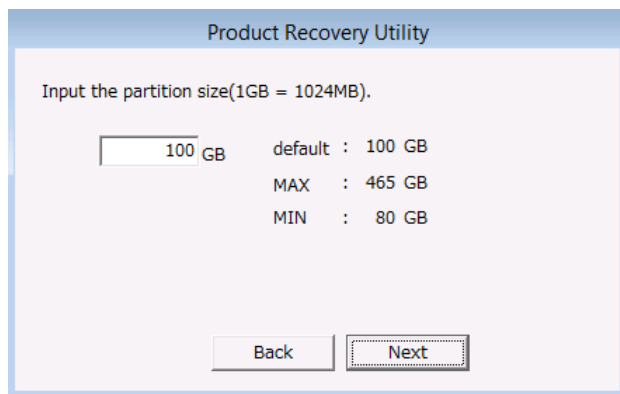 Product Recovery Utility
Input the partition size(1GB = 1024MB).
100 GB default : 100 GB
MAX : 465 GB
MIN : 80 GB
Back Next